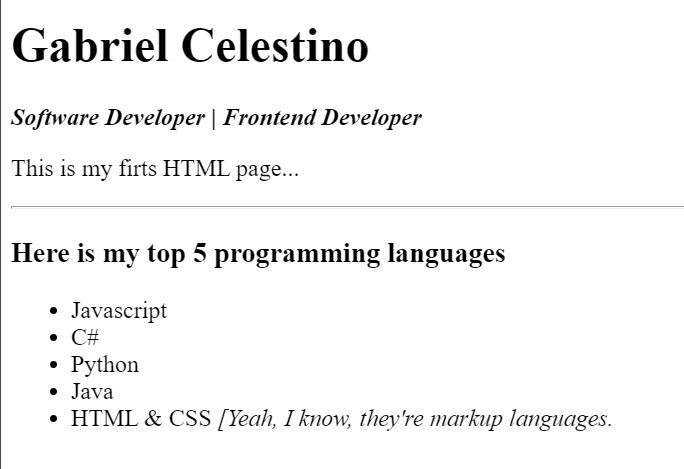 Gabriel Celestino
Software Developer | Frontend Developer
This is my firts HTML page...
Here is my top 5 programming languages
Javascript
C#
Python
Java
HTML & CSS [Yeah, I know, they're markup languages.